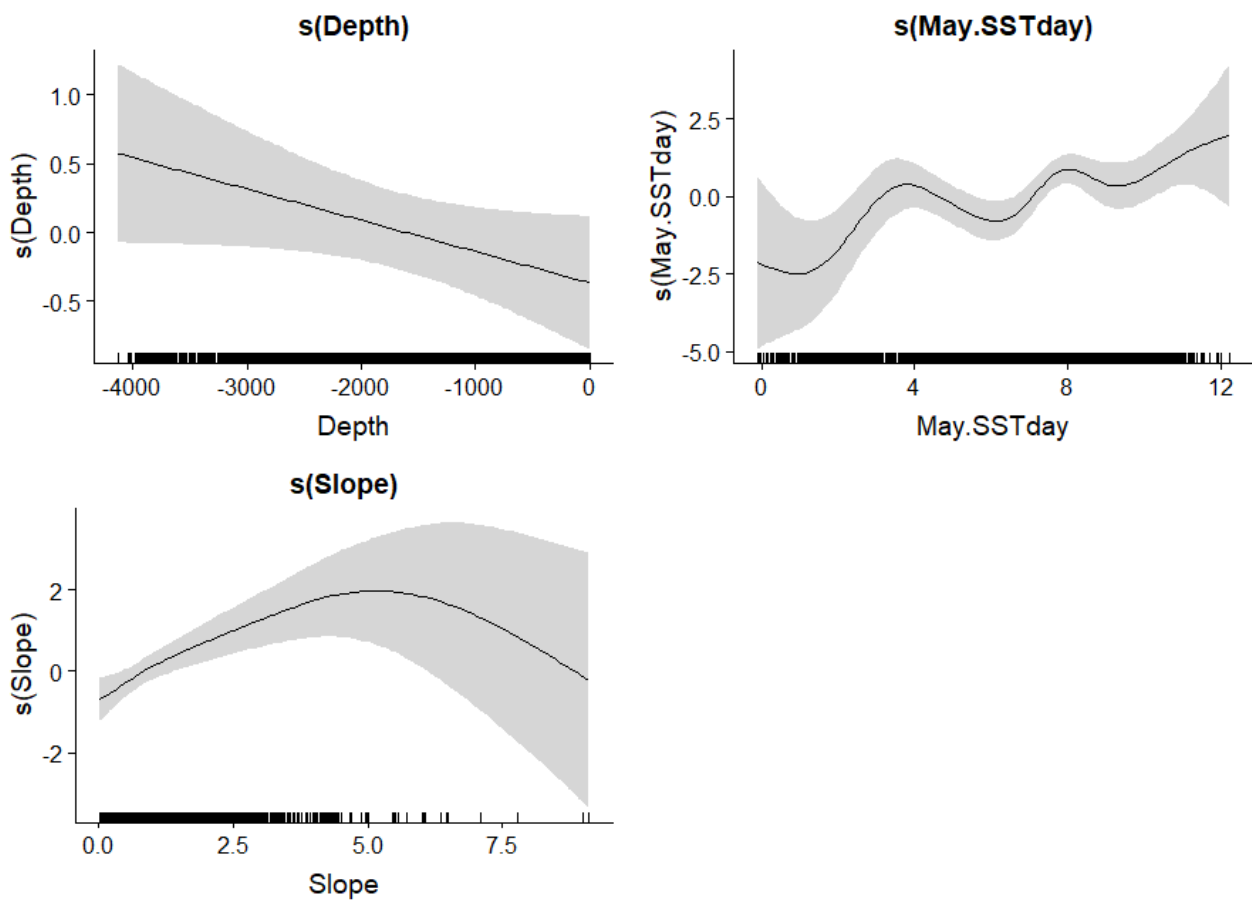 s(Depth)
s(Depth)
1.0
0.5
0.0
-0.5
-4000 -3000 -2000 -1000 0
Depth
s(May.SSTday)
s(May.SSTday)
2.5
0.0
-2.5
-5.0
0 4 8 12
May.SSTday
s(Slope)
s(Slope)
2
0
-2
0.0 2.5 5.0 7.5
Slope